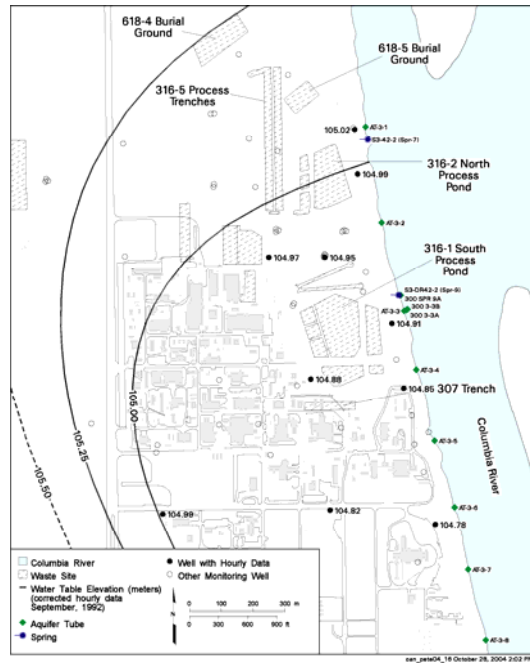 618-4 Burial
Ground
618-5 Burial
Ground
316-5 Process
Trenches
105.02
AT-3-1
S3-42-2 (Spr-7)
316-2 North
Process
Pond
104.99
AT-3-2
316-1 South
Process
Pond
104.97
104.95
S3-DR42-2 (Spr-9)
300 SPR 9A
300 3-3B
AT-3-3
300 3-3A
104.91
AT-3-4
104.88
104.85
307 Trench
105.00
105.25
105.50
Columbia River
AT-3-5
104.99
104.82
AT-3-6
104.78
AT-3-7
AT-3-8
Columbia River
Waste Site
Water Table Elevation (meters)
(corrected hourly data
September, 1992)
Aquifer Tube
Spring
Well with Hourly Data
Other Monitoring Well
0 100 200 300 m
0 300 600 900 ft
can_pete04_16 October 28, 2004 2:02 PM